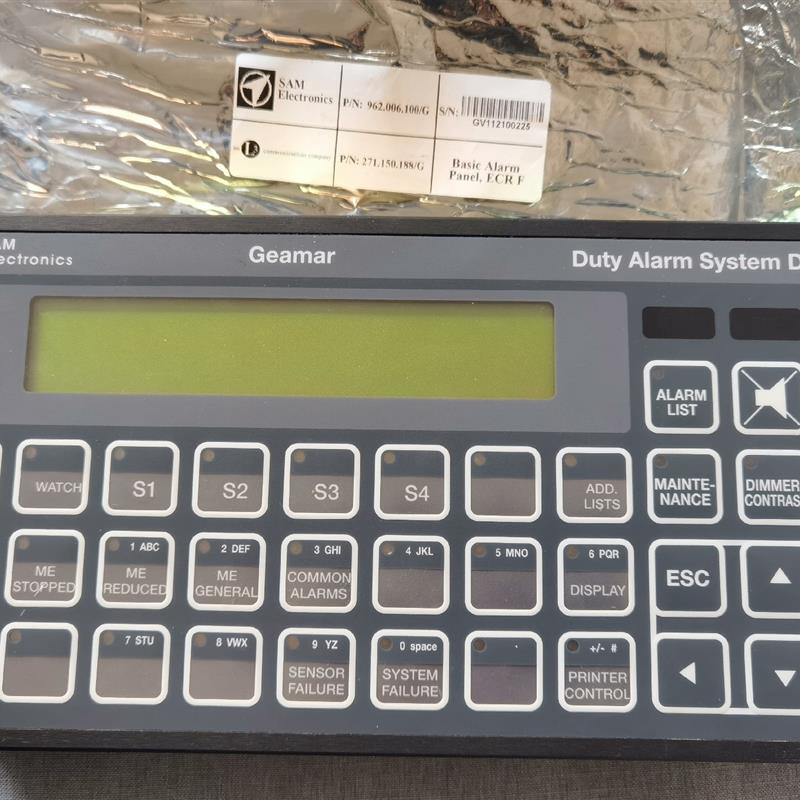 SAM
Electronics
P/N: 962.006.100/G
S/N:
GV112100225
communications company
P/N: 271.150.188/G
Basic Alarm
Panel, ECR F
AM
ectronics
Geamar
Duty Alarm System D
ALARM
LIST
WATCH
S1
S2
S3
S4
ADD.
LISTS
MAINTE-
NANCE
DIMMER
CONTRAS
ME
STOPPED
1 ABC
ME
REDUCED
2 DEF
ME
GENERAL
3 GHI
COMMON
ALARMS
4 JKL
5 MNO
6 PQR
DISPLAY
ESC
7 STU
8 VWX
9 YZ
SENSOR
FAILURE
0 space
SYSTEM
FAILURE
+/- #
PRINTER
CONTROL